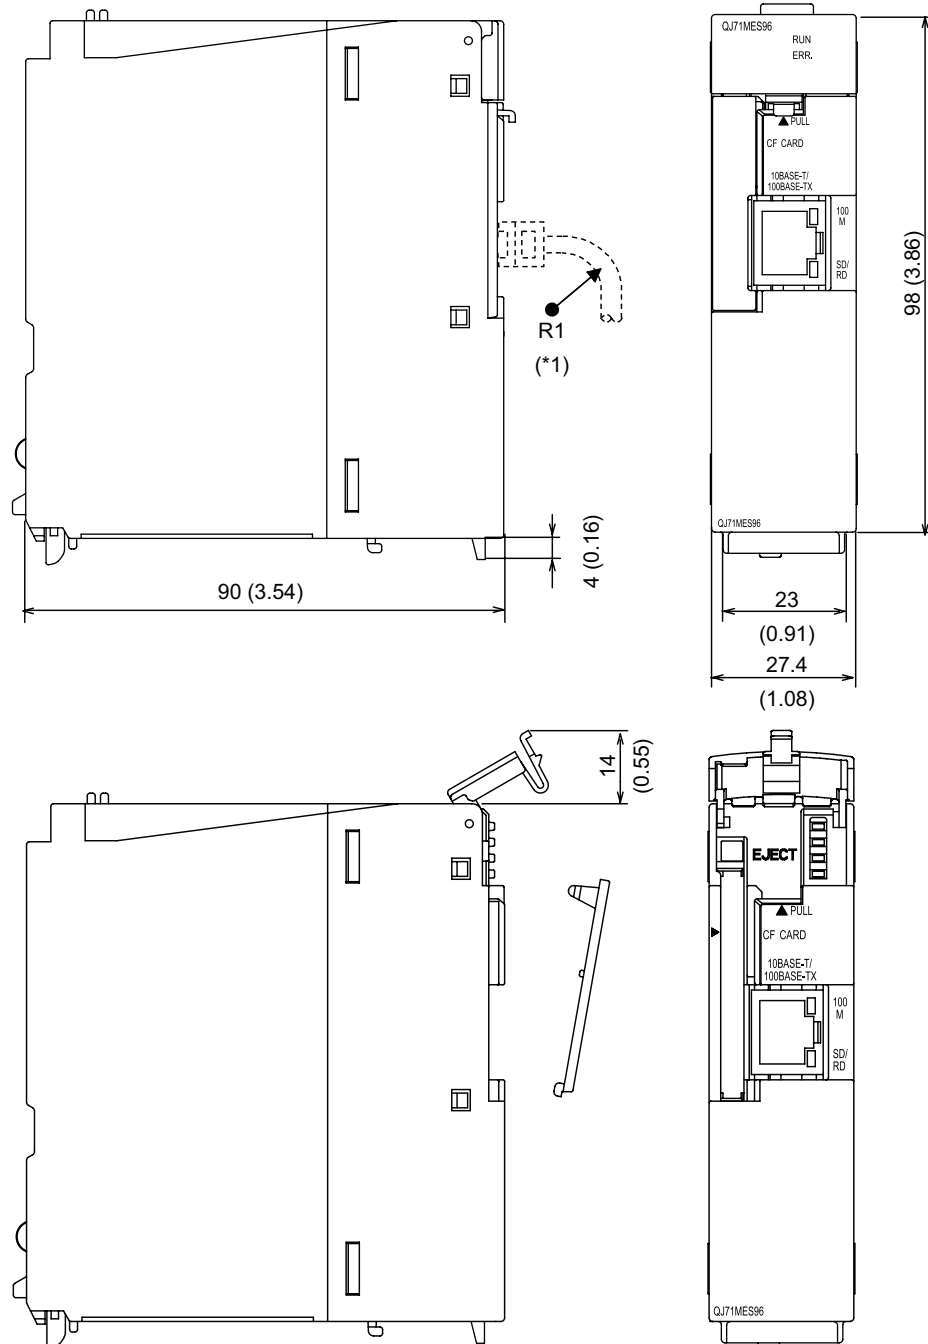 QJ71MES96
RUN
ERR.
PULL
CF CARD
10BASE-T/
100BASE-TX
100
M
SD/
RD
98 (3.86)
R1
(*1)
QJ71MES96
4 (0.16)
90 (3.54)
23
(0.91)
27.4
(1.08)
14
(0.55)
EJECT
PULL
CF CARD
10BASE-T/
100BASE-TX
100
M
SD/
RD
QJ71MES96